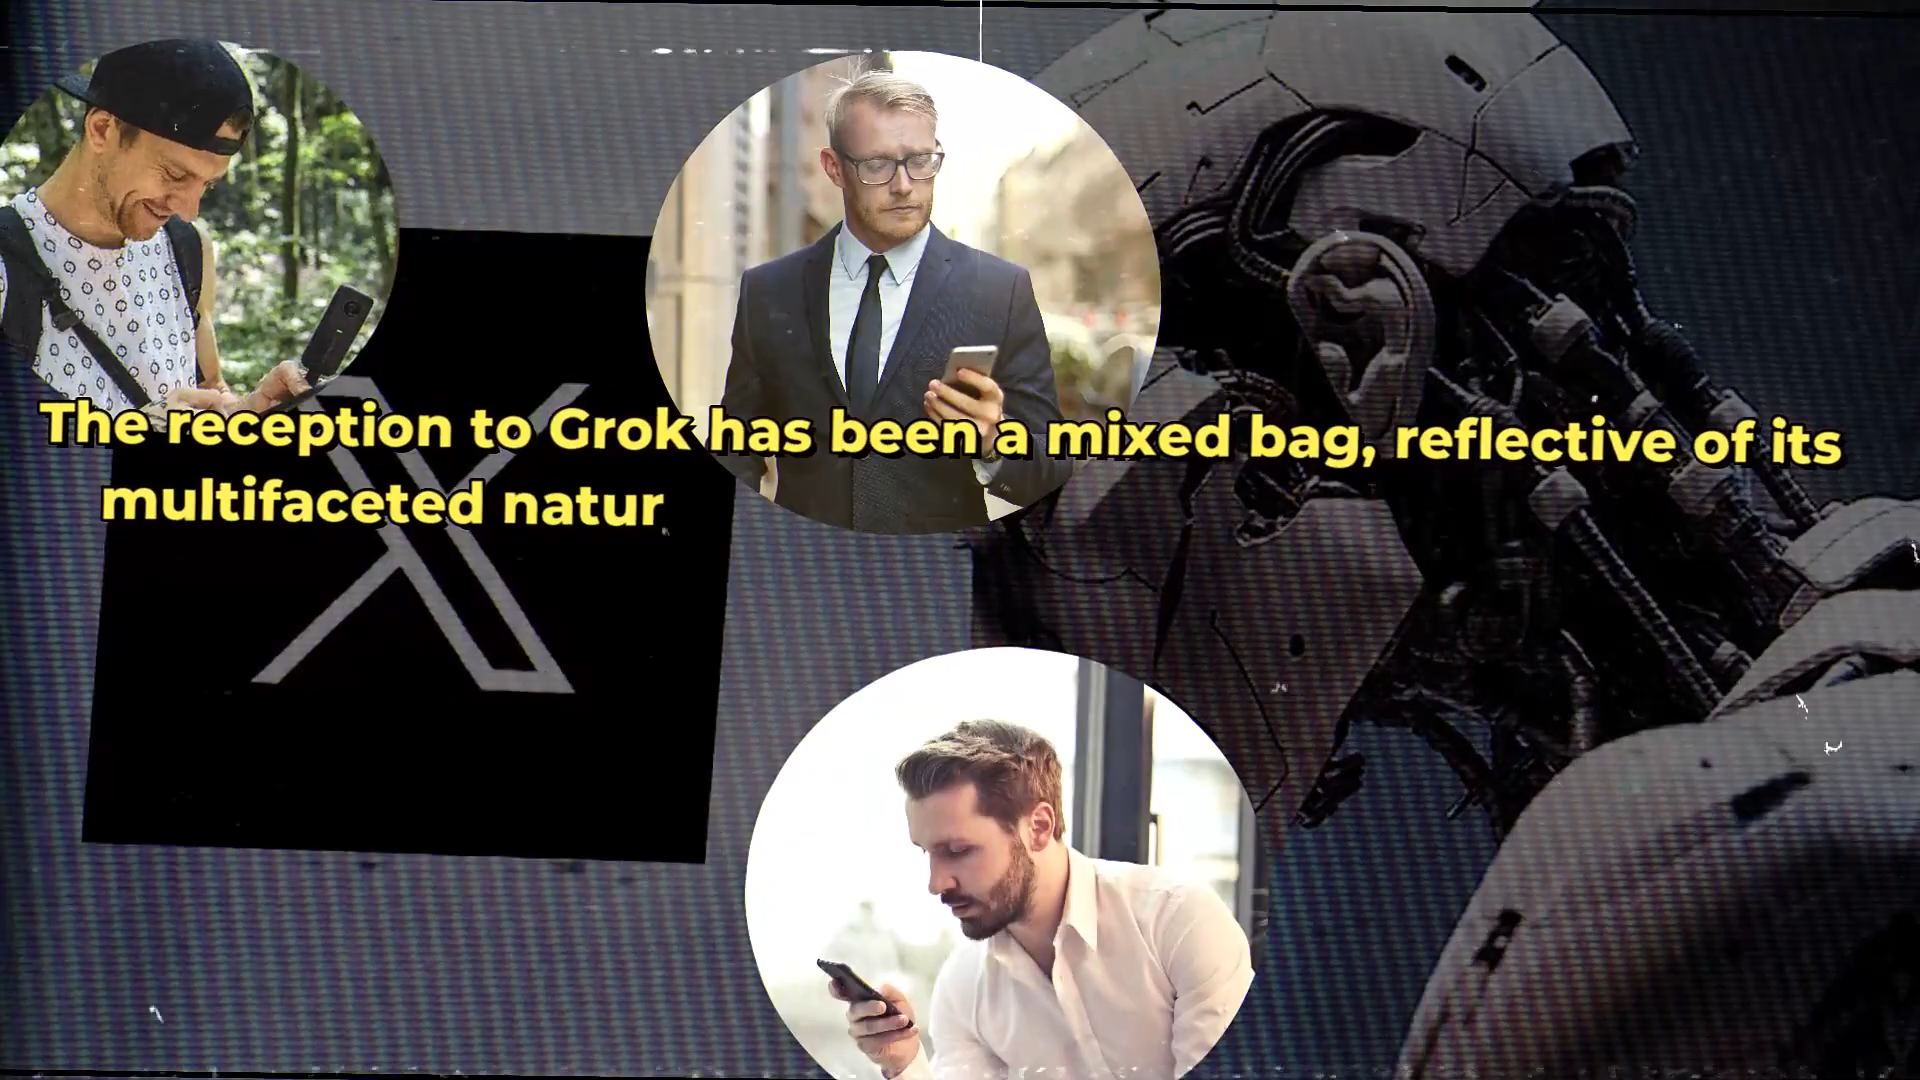 The reception to Grok has been a mixed bag, reflective of its
multifaceted natur